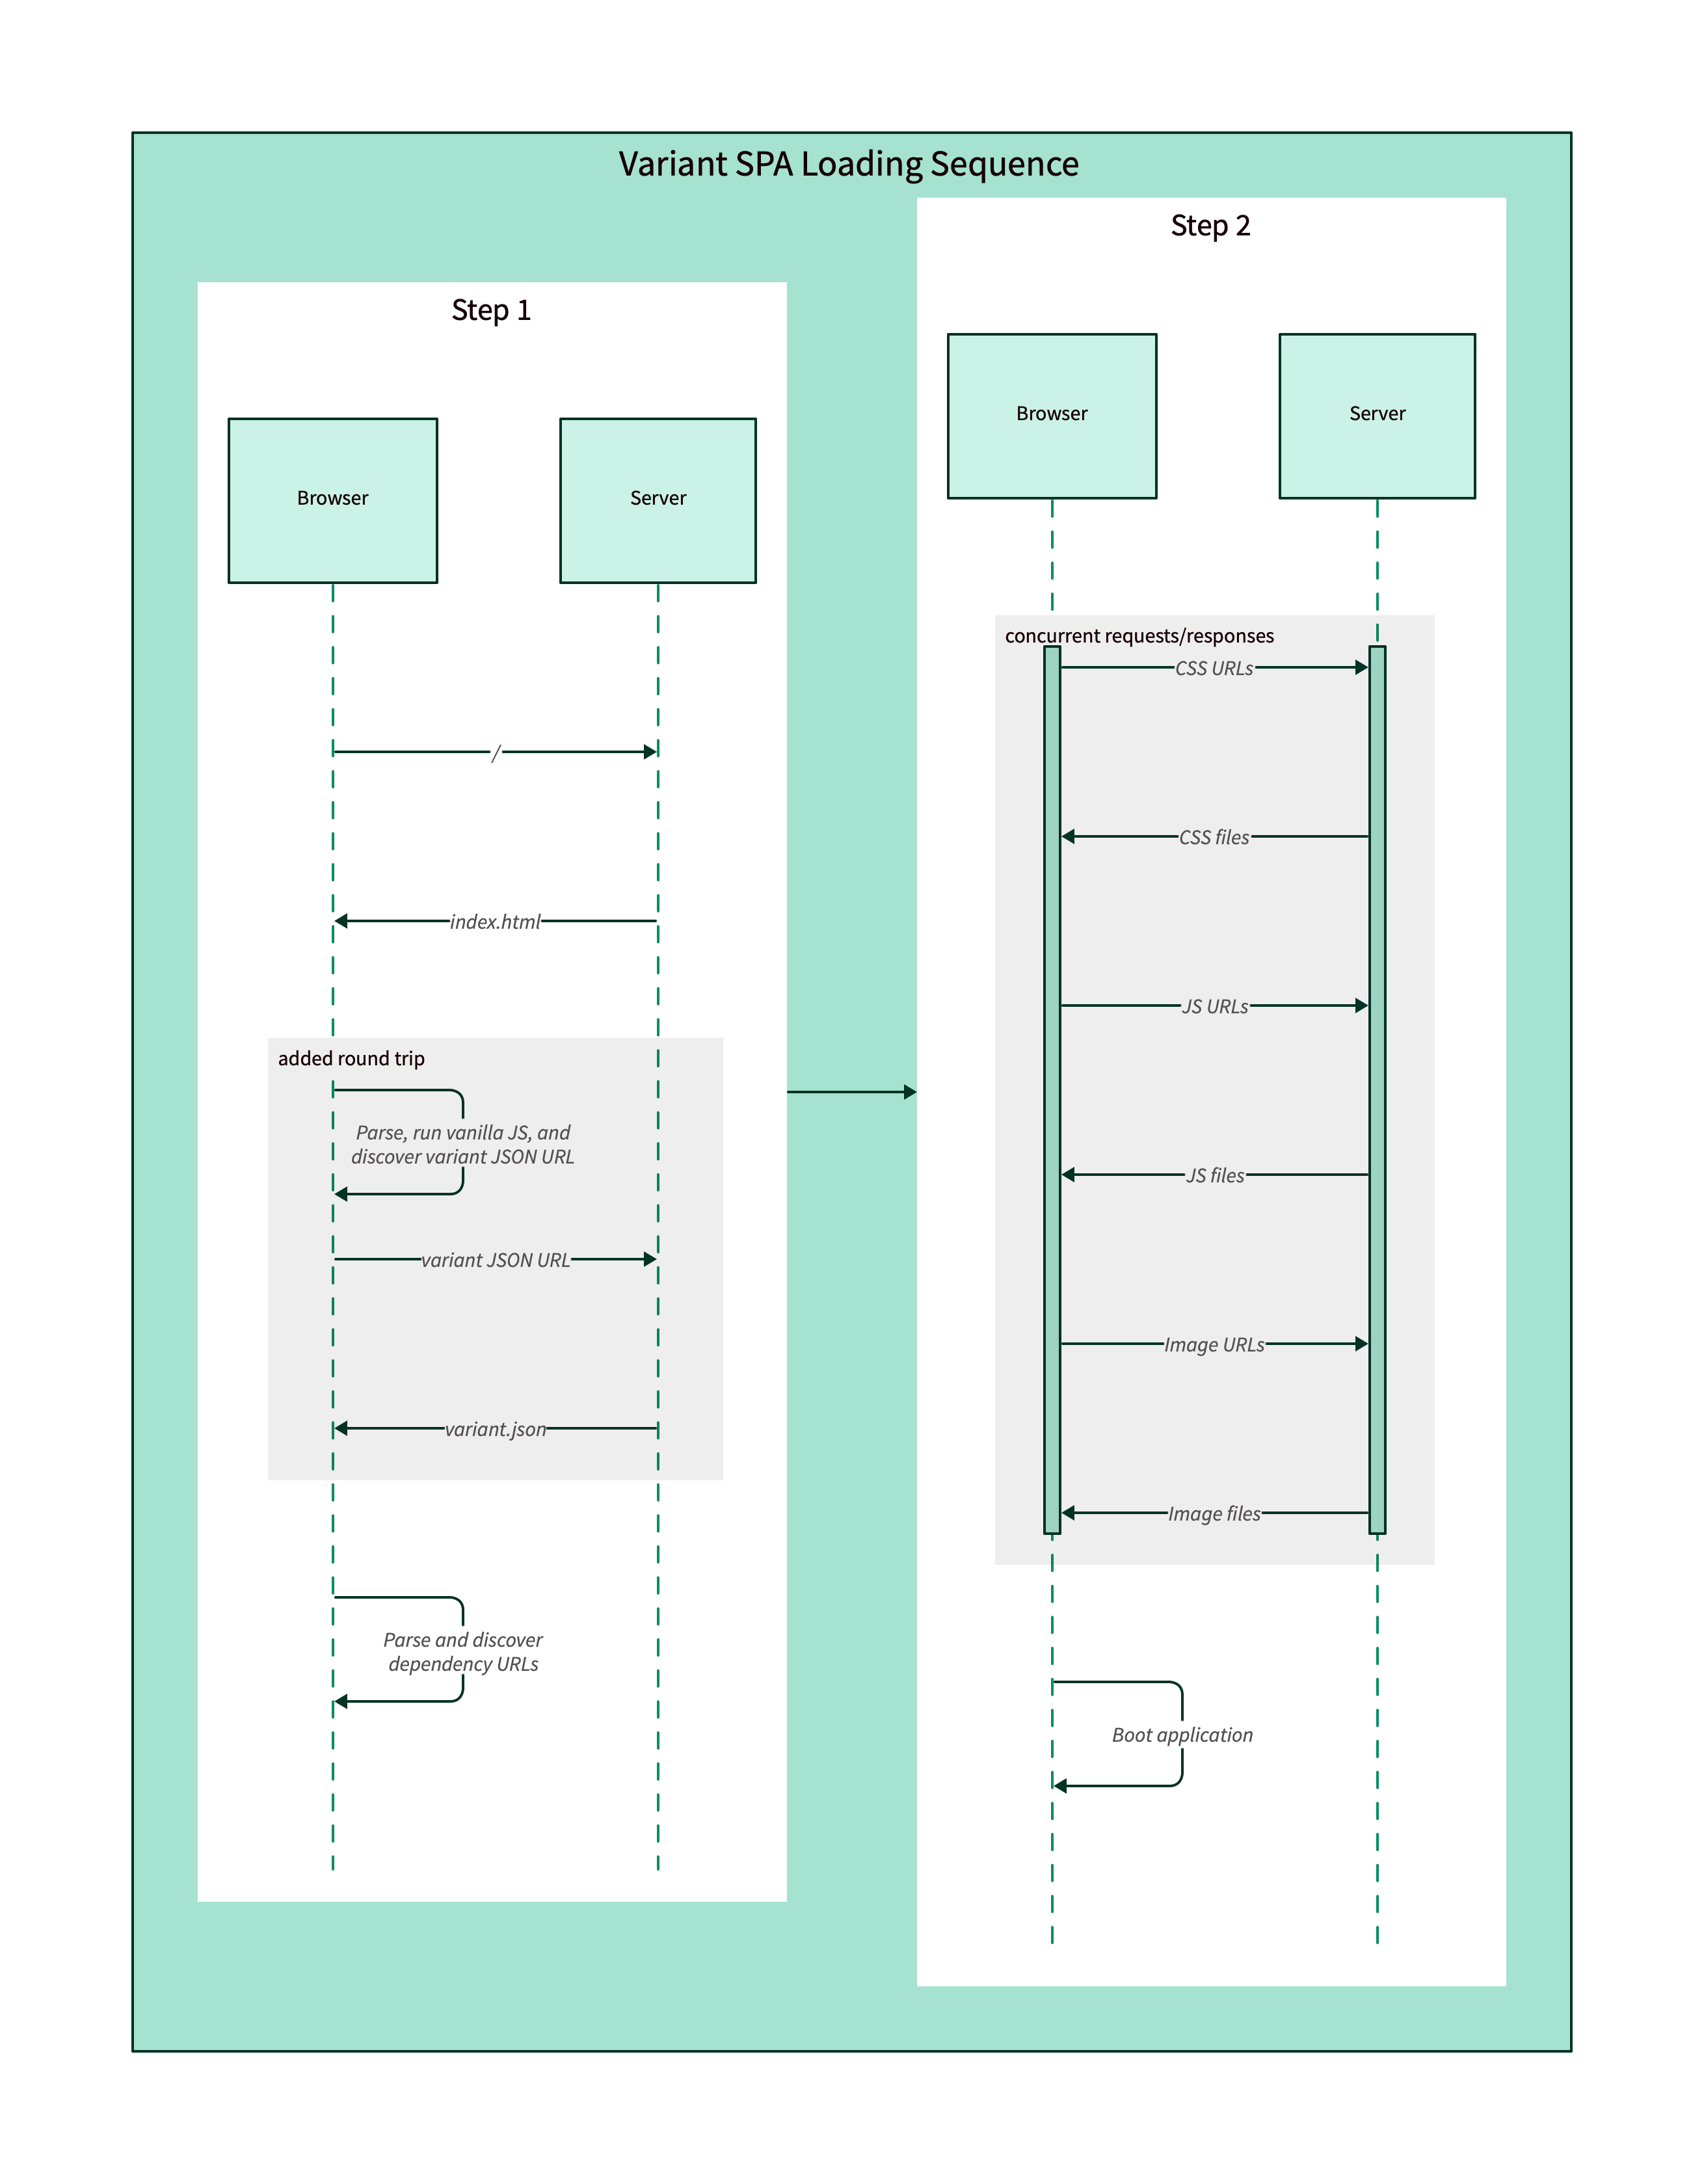 Variant SPA Loading Sequence
Step 1
Browser
Server
/
index.html
added round trip
Parse, run vanilla JS, and
discover variant JSON URL
variant JSON URL
variant.json
Parse and discover
dependency URLs
Step 2
Browser
Server
concurrent requests/responses
CSS URLs
CSS files
JS URLs
JS files
Image URLs
Image files
Boot application